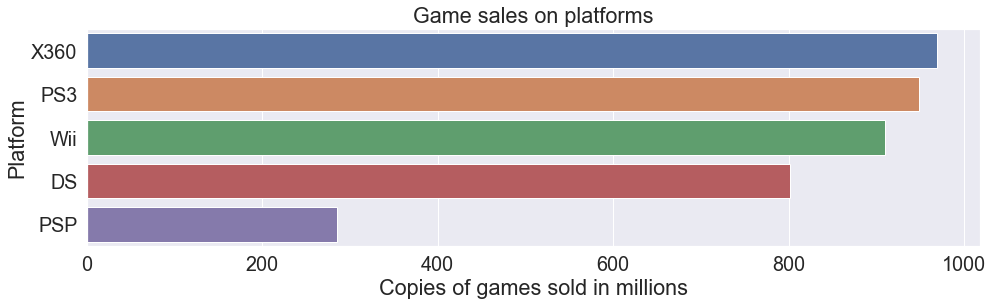 Game sales on platforms
Platform
X360
PS3
Wii
DS
PSP
0 200 400 600 800 1000
Copies of games sold in millions